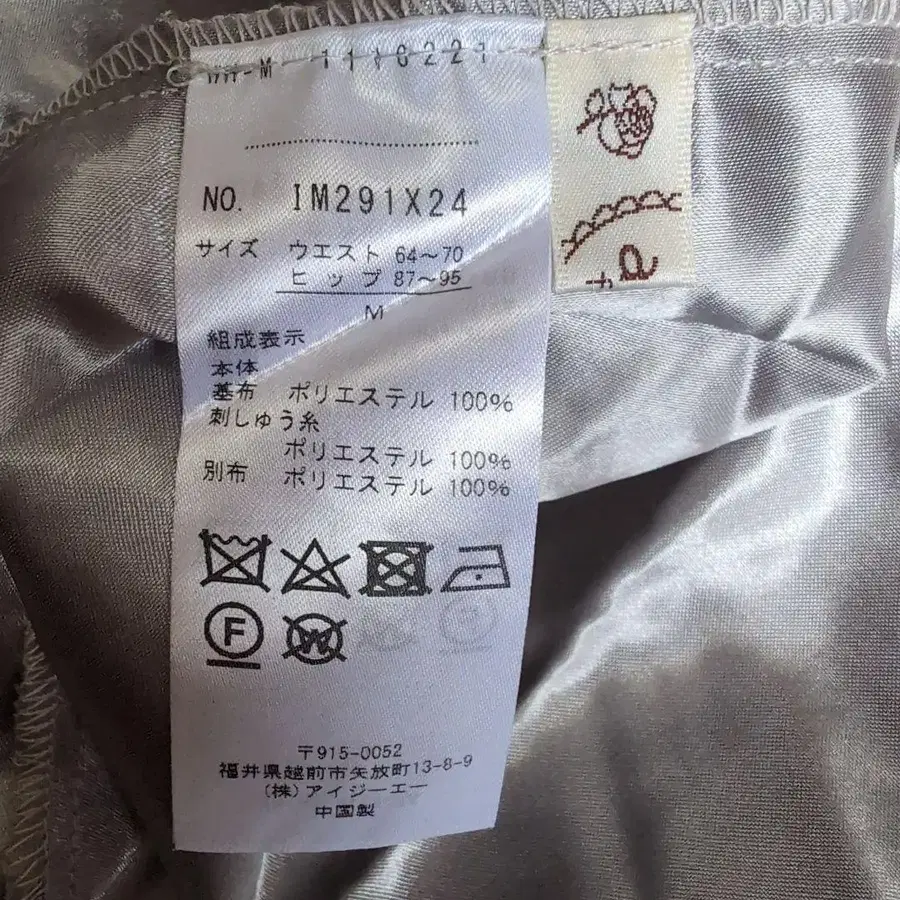 NO. IM291X24
サイズ ウエスト 64〜70
ヒップ 87〜95
M
組成表示
本体
基布 ポリエステル 100%
刺しゅう糸
ポリエステル 100%
別布 ポリエステル 100%
F
W
〒915-0052
福井県越前市矢放町13-8-9
(株)アイジーエー
中国製